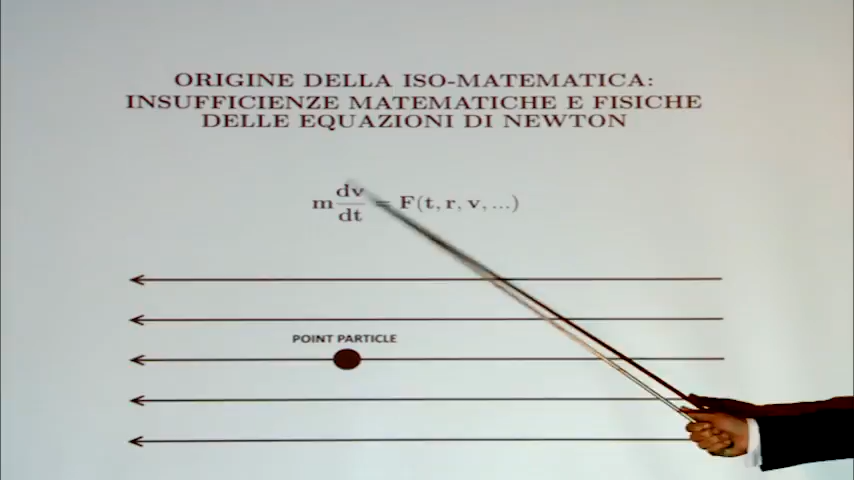 ORIGINE DELLA ISO-MATEMATICA:
INSUFFICIENZE MATEMATICHE E FISICHE
DELLE EQUAZIONI DI NEWTON
m dv/dt = F(t, r, v, ...)
POINT PARTICLE